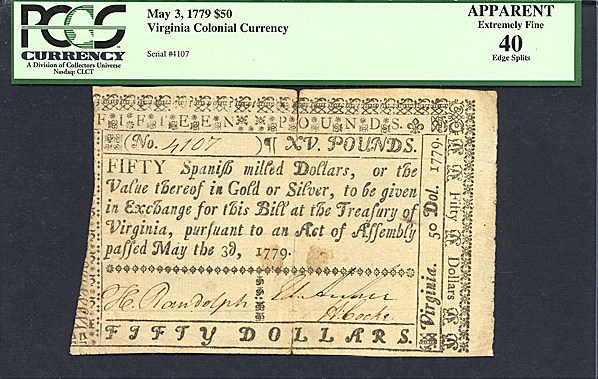 PCGS
CURRENCY
A Division of Collectors Universe
Nasdaq: CLCT
May 3, 1779 $50
Virginia Colonial Currency
Serial #4107
APPARENT
Extremely Fine
40
Edge Splits
FIFTEEN POUNDS.
(No. 4107 )¶ XV. POUNDS.
FIFTY Spanish milled Dollars, or the
Value thereof in Gold or Silver, to be given
in Exchange for this Bill at the Treasury of
Virginia, pursuant to an Act of Assembly
passed May the 3d, 1779.
H. Randolph
H Cocke
FIFTY DOLLARS.
Virginia. 50 Dol. 1779.
Fifty Dollars